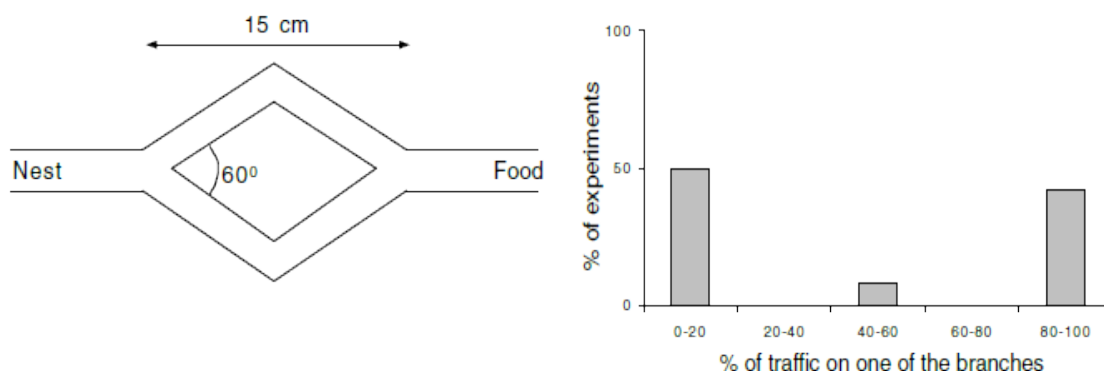 15 cm
Nest
60⁰
Food
% of experiments
100
50
0
0-20 20-40 40-60 60-80 80-100
% of traffic on one of the branches